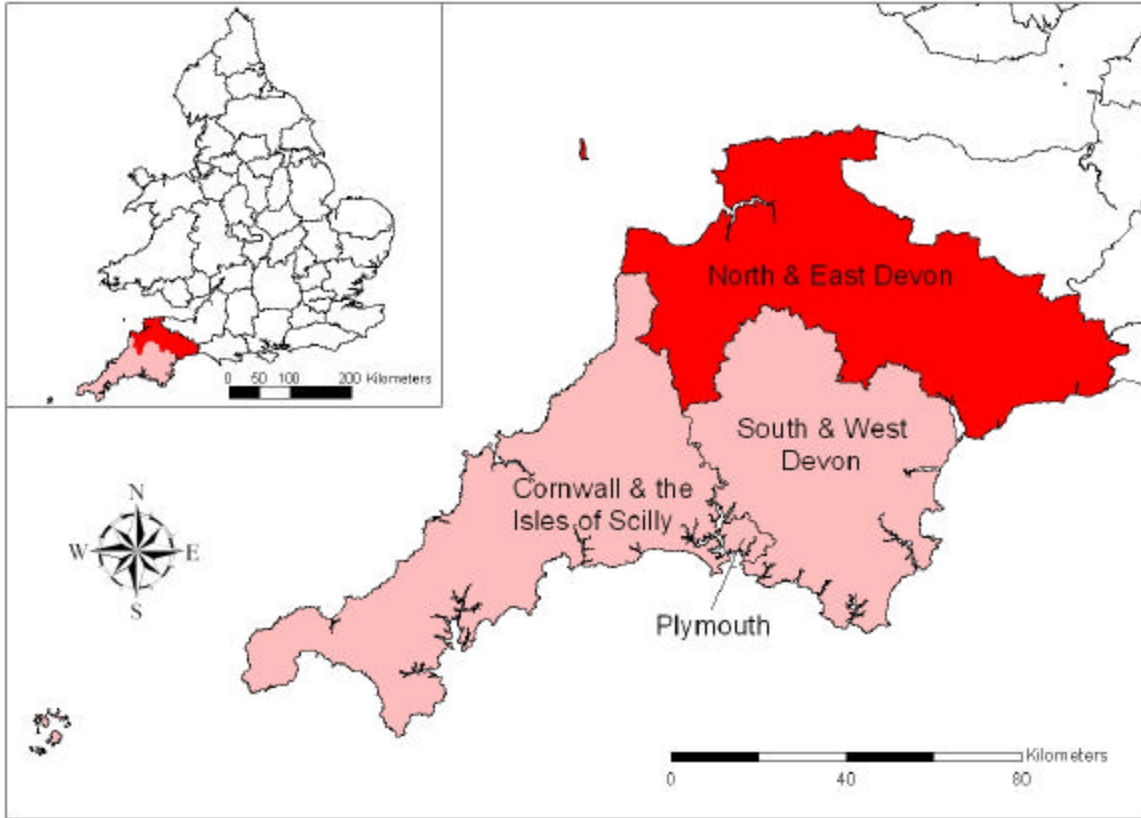 0 50 100 200 Kilometers
North & East Devon
South & West
Devon
Cornwall & the
Isles of Scilly
N
W E
S
Plymouth
Kilometers
0 40 80